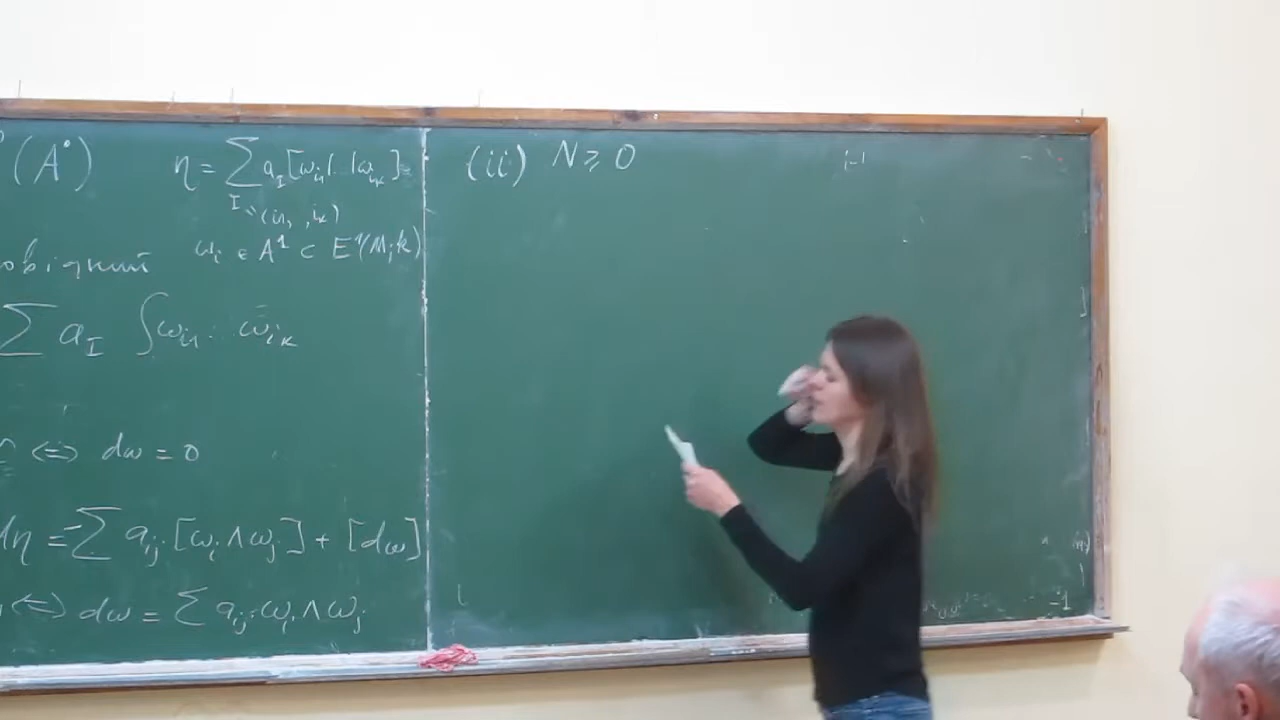 (A•) η = ∑ a_I [ω_{i1}|...|ω_{ik}]
I = (i1, , ik)
ω_i ∈ A¹ ⊂ E¹(M; k)
∑ a_I ∫ω_{i1}...ω_{ik}
⇔ dω = 0
dη = -∑ a_{ij} [ω_i ∧ ω_j] + [dω]
⇔ dω = ∑ a_{ij} ω_i ∧ ω_j
(ii) N ≥ 0